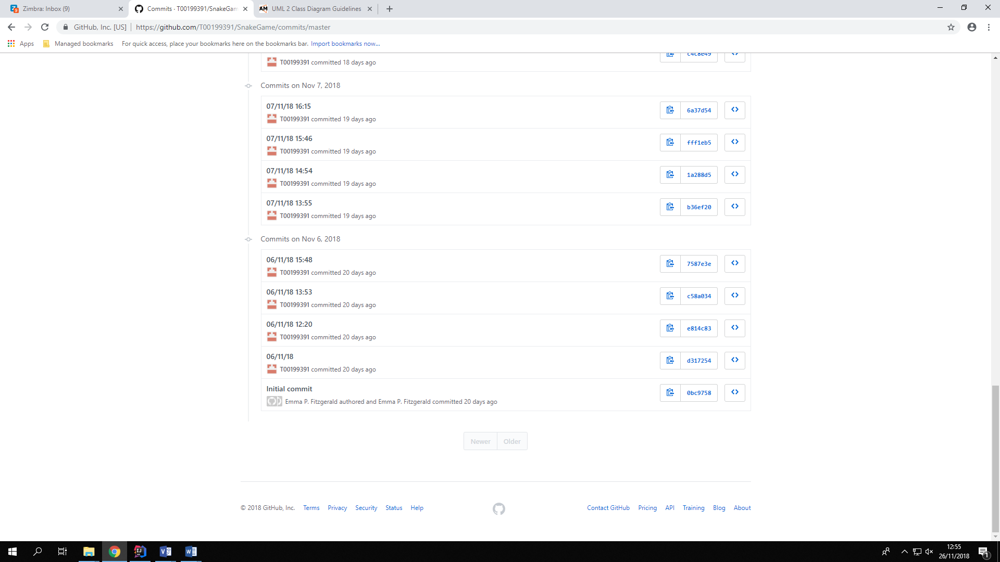 Zimbra: Inbox (9)
Commits · T00199391/SnakeGam
UML 2 Class Diagram Guidelines
GitHub, Inc. [US]
https://github.com/T00199391/SnakeGame/commits/master
Apps
Managed bookmarks
For quick access, place your bookmarks here on the bookmarks bar. Import bookmarks now...
c4c8e49
T00199391 committed 18 days ago
Commits on Nov 7, 2018
07/11/18 16:15
6a37d54
T00199391 committed 19 days ago
07/11/18 15:46
fff1eb5
T00199391 committed 19 days ago
07/11/18 14:54
1a288d5
T00199391 committed 19 days ago
07/11/18 13:55
b36ef20
T00199391 committed 19 days ago
Commits on Nov 6, 2018
06/11/18 15:48
7587e3e
T00199391 committed 20 days ago
06/11/18 13:53
c58a034
T00199391 committed 20 days ago
06/11/18 12:20
e814c83
T00199391 committed 20 days ago
06/11/18
d317254
T00199391 committed 20 days ago
Initial commit
0bc9758
Emma P. Fitzgerald authored and Emma P. Fitzgerald committed 20 days ago
Newer Older
© 2018 GitHub, Inc. Terms Privacy Security Status Help
Contact GitHub Pricing API Training Blog About
12:55
26/11/2018
1